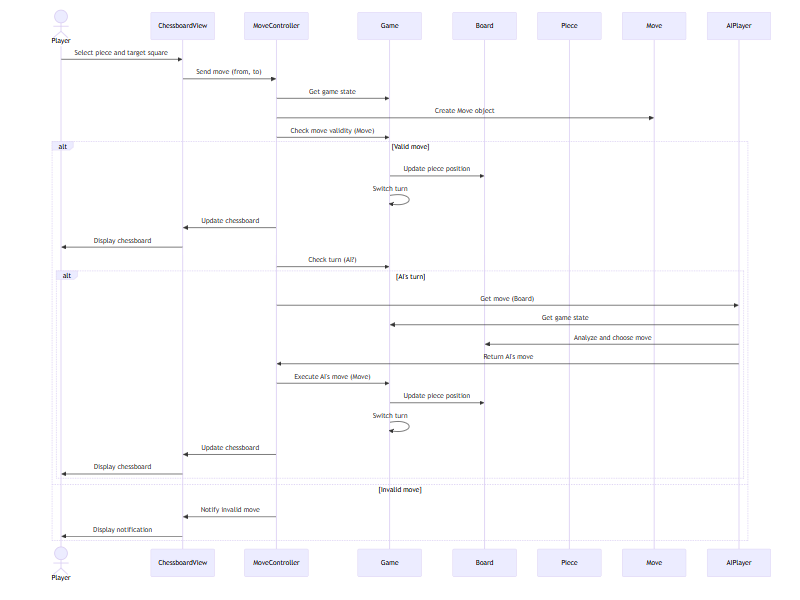 ChessboardView MoveController Game Board Piece Move AIPlayer
Player
Select piece and target square
Send move (from, to)
Get game state
Create Move object
Check move validity (Move)
alt [Valid move]
Update piece position
Switch turn
Update chessboard
Display chessboard
Check turn (AI?)
alt [AI's turn]
Get move (Board)
Get game state
Analyze and choose move
Return AI's move
Execute AI's move (Move)
Update piece position
Switch turn
Update chessboard
Display chessboard
[Invalid move]
Notify invalid move
Display notification
ChessboardView MoveController Game Board Piece Move AIPlayer
Player